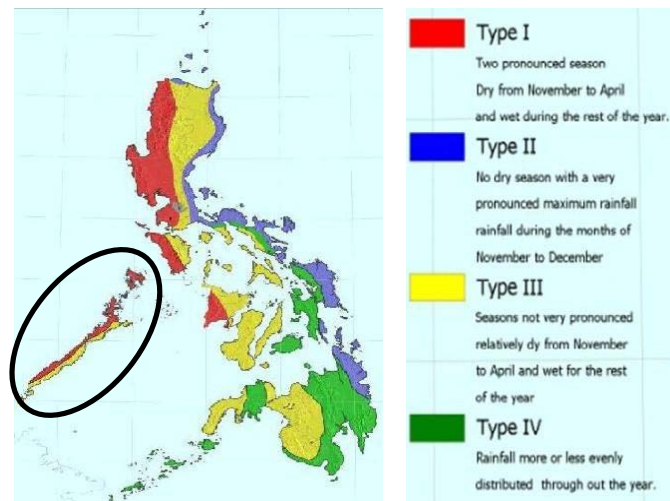 Type I
Two pronounced season
Dry from November to April
and wet during the rest of the year.
Type II
No dry season with a very
pronounced maximum rainfall
rainfall during the months of
November to December
Type III
Seasons not very pronounced
relatively dy from November
to April and wet for the rest
of the year
Type IV
Rainfall more or less evenly
distributed through out the year.